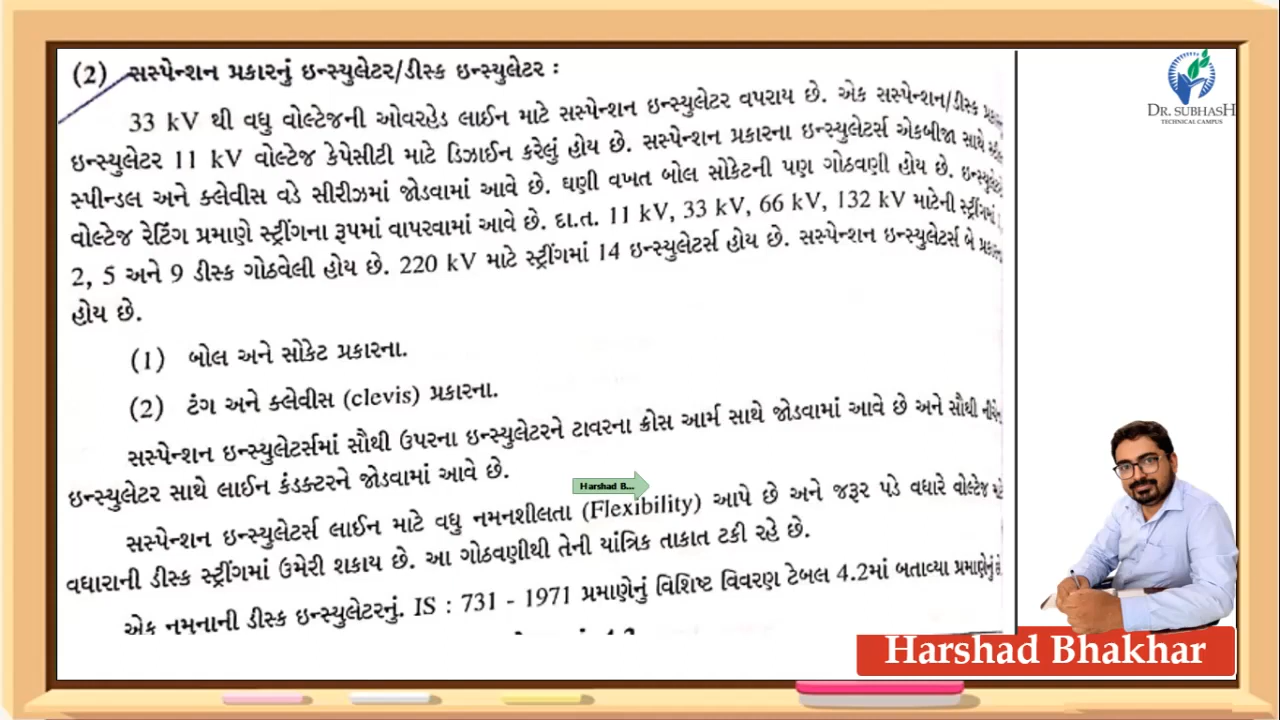 (2) સસ્પેન્શન પ્રકારનું ઇન્સ્યુલેટર/ડીસ્ક ઇન્સ્યુલેટર :
33 kV થી વધુ વોલ્ટેજની ઓવરહેડ લાઈન માટે સસ્પેન્શન ઇન્સ્યુલેટર વપરાય છે. એક સસ્પેન્શન/ડીસ્ક
ઇન્સ્યુલેટર 11 kV વોલ્ટેજ કેપેસીટી માટે ડિઝાઈન કરેલું હોય છે. સસ્પેન્શન પ્રકારના ઇન્સ્યુલેટર્સ એકબીજા સાથે
સ્પીન્ડલ અને ક્લેવીસ વડે સીરીઝમાં જોડવામાં આવે છે. ઘણી વખત બોલ સોકેટની પણ ગોઠવણી હોય છે.
વોલ્ટેજ રેટિંગ પ્રમાણે સ્ટ્રીંગના રૂપમાં વાપરવામાં આવે છે. દા.ત. 11 kV, 33 kV, 66 kV, 132 kV માટેની સ્ટ્રીંગમાં
2, 5 અને 9 ડીસ્ક ગોઠવેલી હોય છે. 220 kV માટે સ્ટ્રીંગમાં 14 ઇન્સ્યુલેટર્સ હોય છે. સસ્પેન્શન ઇન્સ્યુલેટર્સ બે
હોય છે.
(1) બોલ અને સોકેટ પ્રકારના.
(2) ટંગ અને ક્લેવીસ (clevis) પ્રકારના.
સસ્પેન્શન ઇન્સ્યુલેટર્સમાં સૌથી ઉપરના ઇન્સ્યુલેટરને ટાવરના ક્રોસ આર્મ સાથે જોડવામાં આવે છે અને સૌથી
ઇન્સ્યુલેટર સાથે લાઈન કંડક્ટરને જોડવામાં આવે છે.
સસ્પેન્શન ઇન્સ્યુલેટર્સ લાઈન માટે વધુ નમનશીલતા (Flexibility) આપે છે અને જરૂર પડે વધારે વોલ્ટેજ
વધારાની ડીસ્ક સ્ટ્રીંગમાં ઉમેરી શકાય છે. આ ગોઠવણીથી તેની યાંત્રિક તાકાત ટકી રહે છે.
એક નમનાની ડીસ્ક ઇન્સ્યુલેટરનું. IS : 731 - 1971 પ્રમાણેનું વિશિષ્ટ વિવરણ ટેબલ 4.2માં બતાવ્યા પ્રમાણેનું
Harshad B...
DR. SUBHASH
TECHNICAL CAMPUS
Harshad Bhakhar